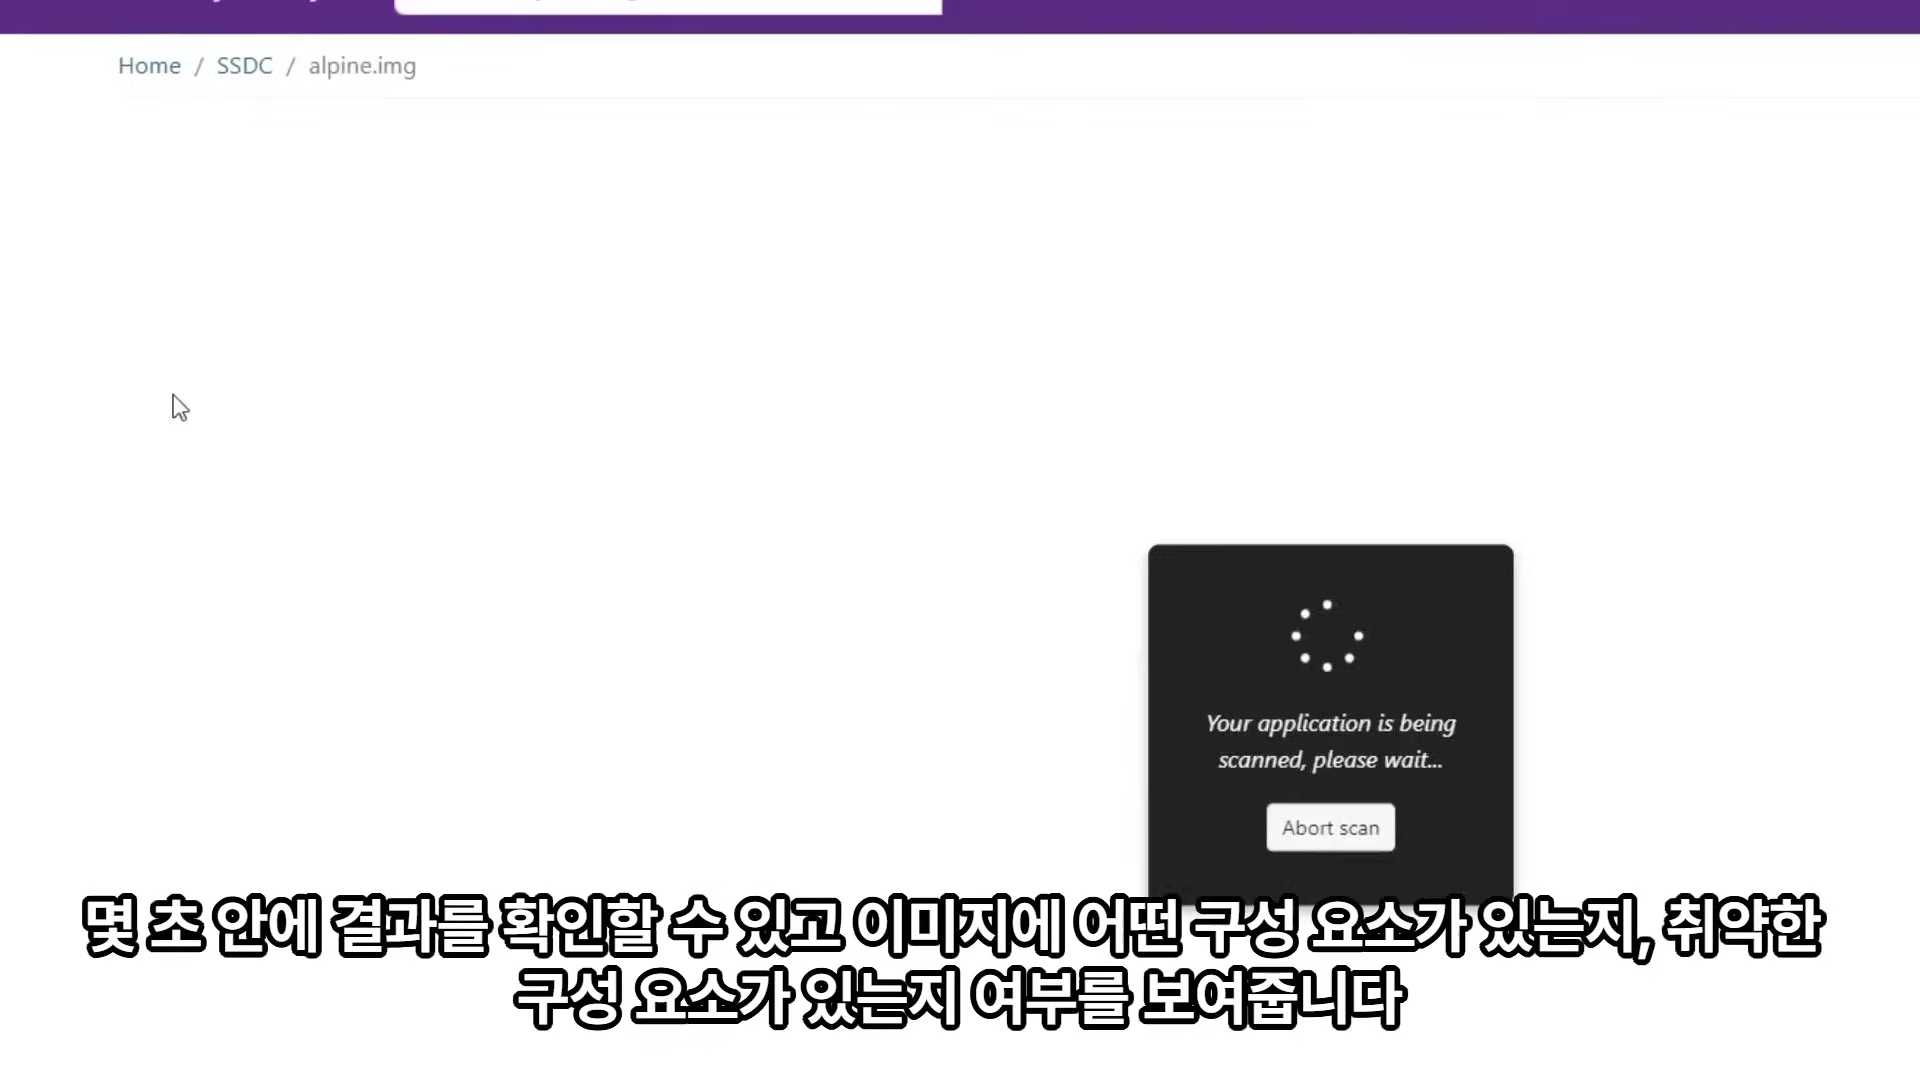 Home / SSDC / alpine.img
Your application is being
scanned, please wait...
Abort scan
몇 초 안에 결과를 확인할 수 있고 이미지에 어떤 구성 요소가 있는지, 취약한
구성 요소가 있는지 여부를 보여줍니다